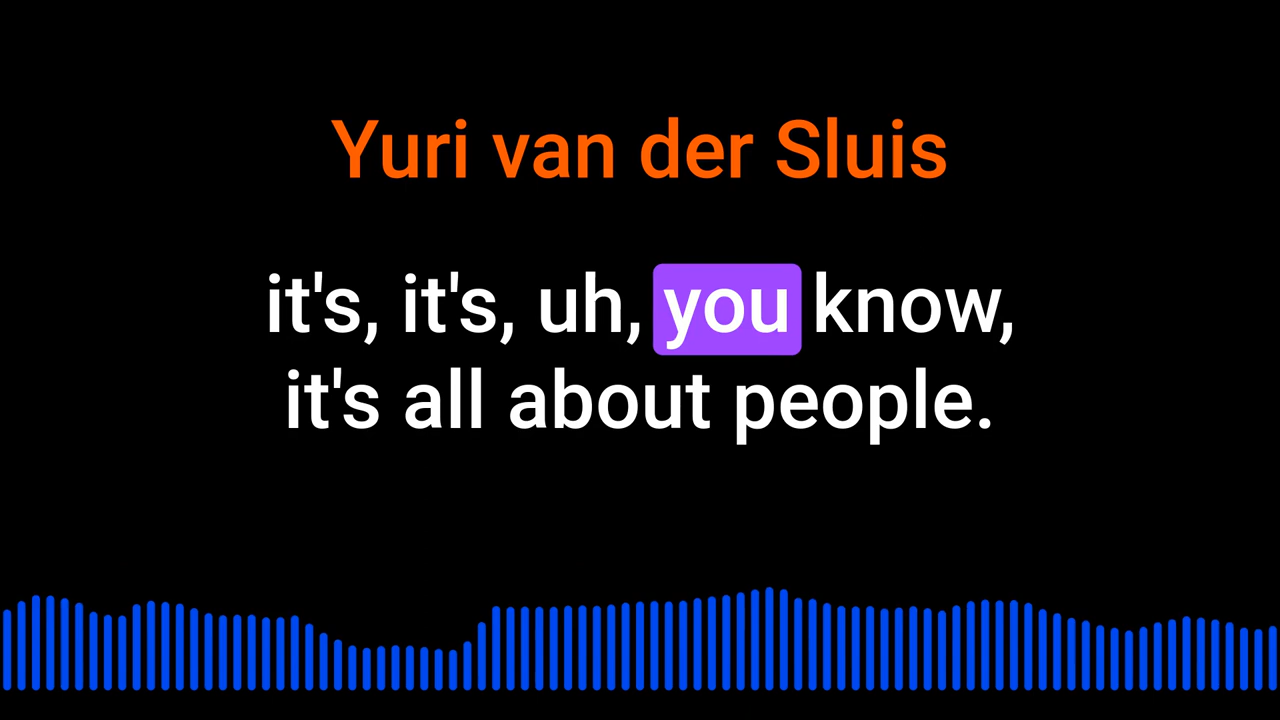 Yuri van der Sluis
it's, it's, uh, you know,
it's all about people.